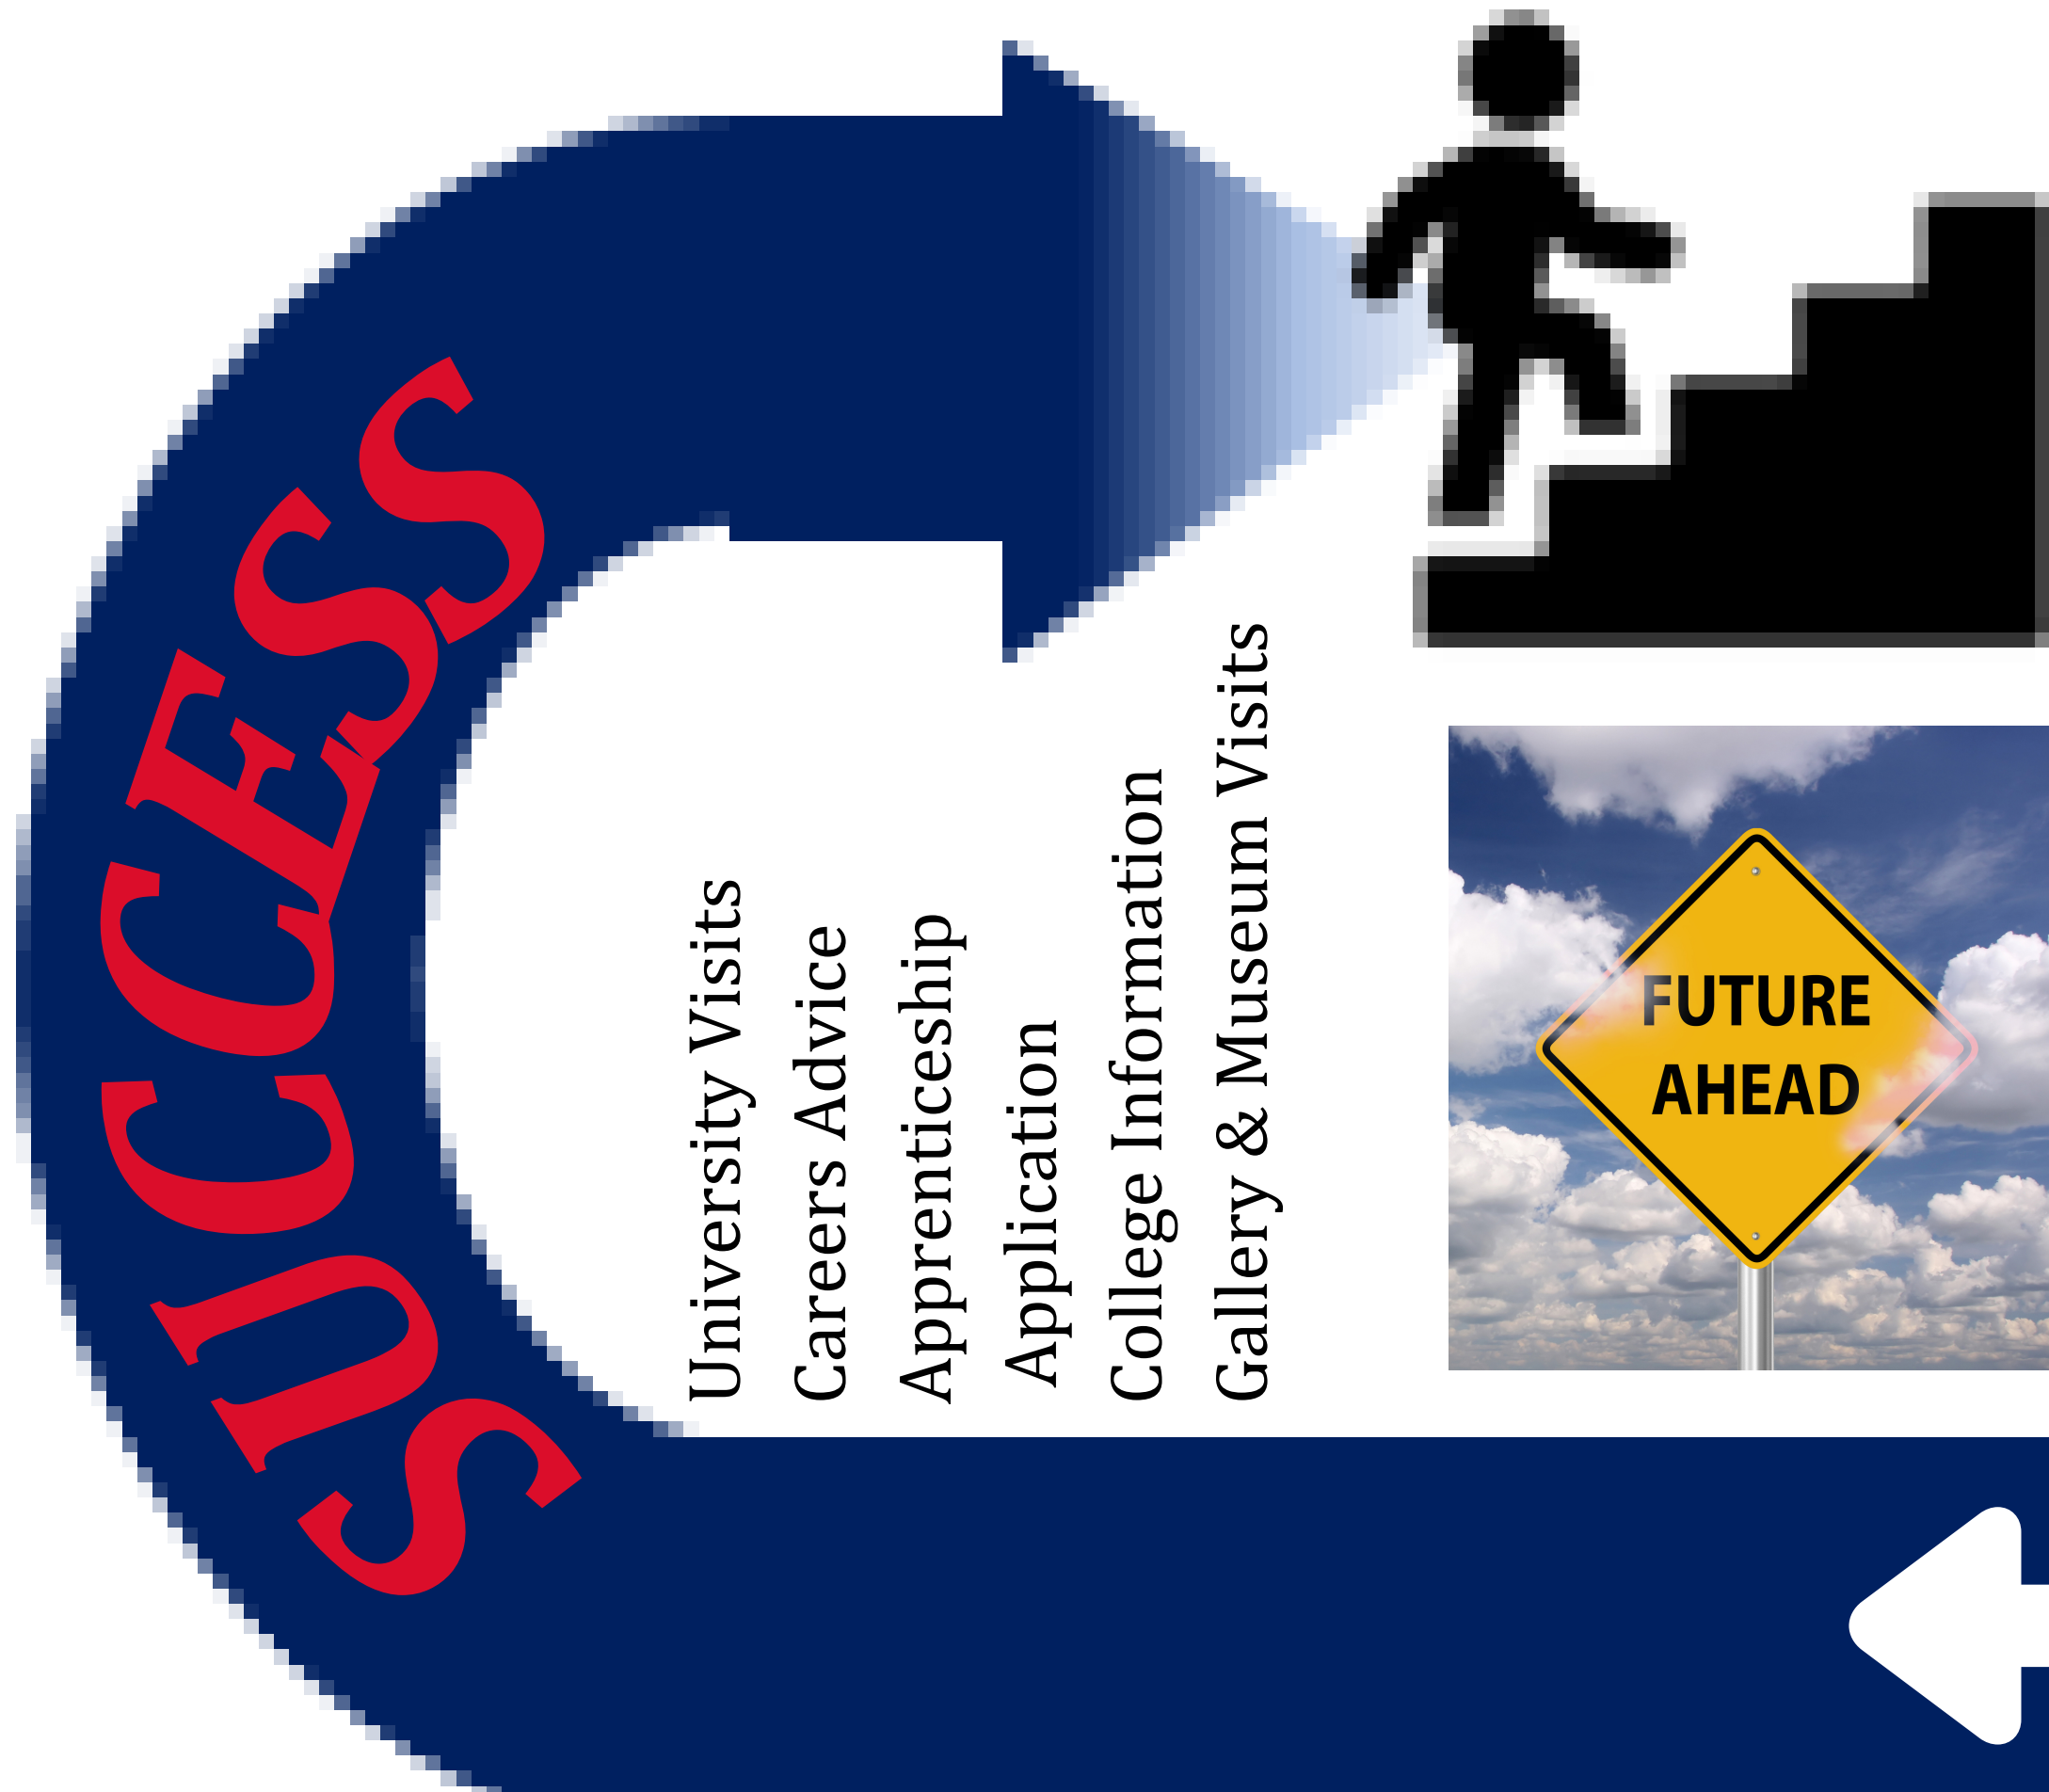 SUCCESS
University Visits
Careers Advice
Apprenticeship
Application
College Information
Gallery & Museum Visits
FUTURE
AHEAD